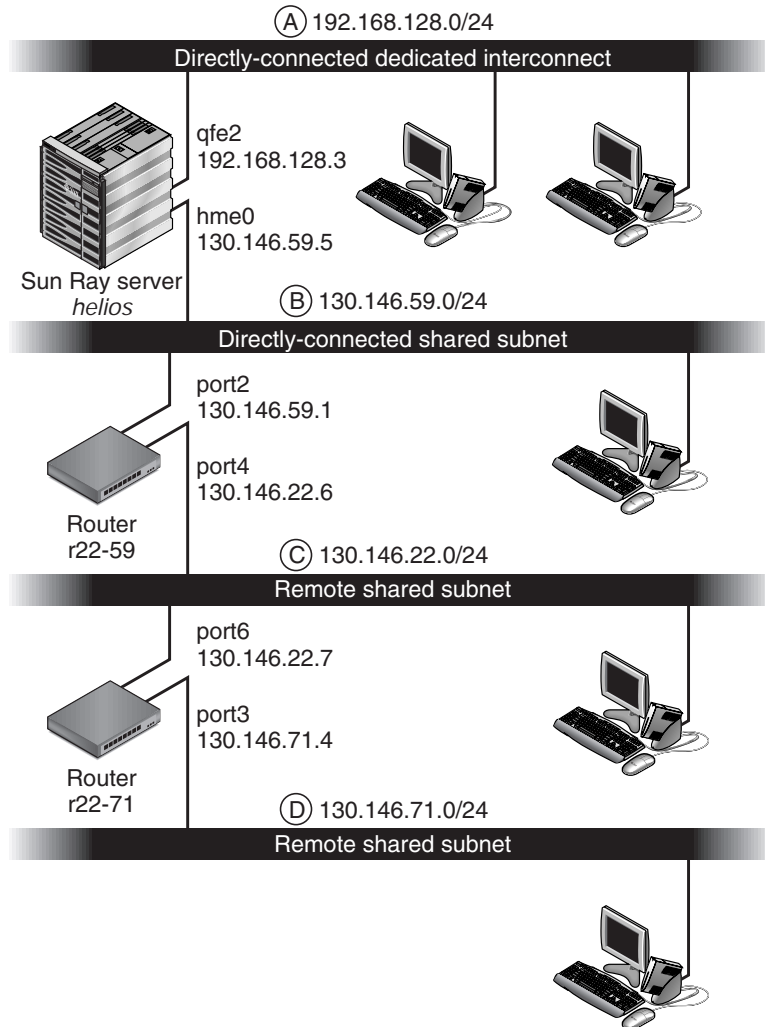 A 192.168.128.0/24
Directly-connected dedicated interconnect
qfe2
192.168.128.3
hme0
130.146.59.5
Sun Ray server
helios
B 130.146.59.0/24
Directly-connected shared subnet
port2
130.146.59.1
port4
130.146.22.6
Router
r22-59
C 130.146.22.0/24
Remote shared subnet
port6
130.146.22.7
port3
130.146.71.4
Router
r22-71
D 130.146.71.0/24
Remote shared subnet